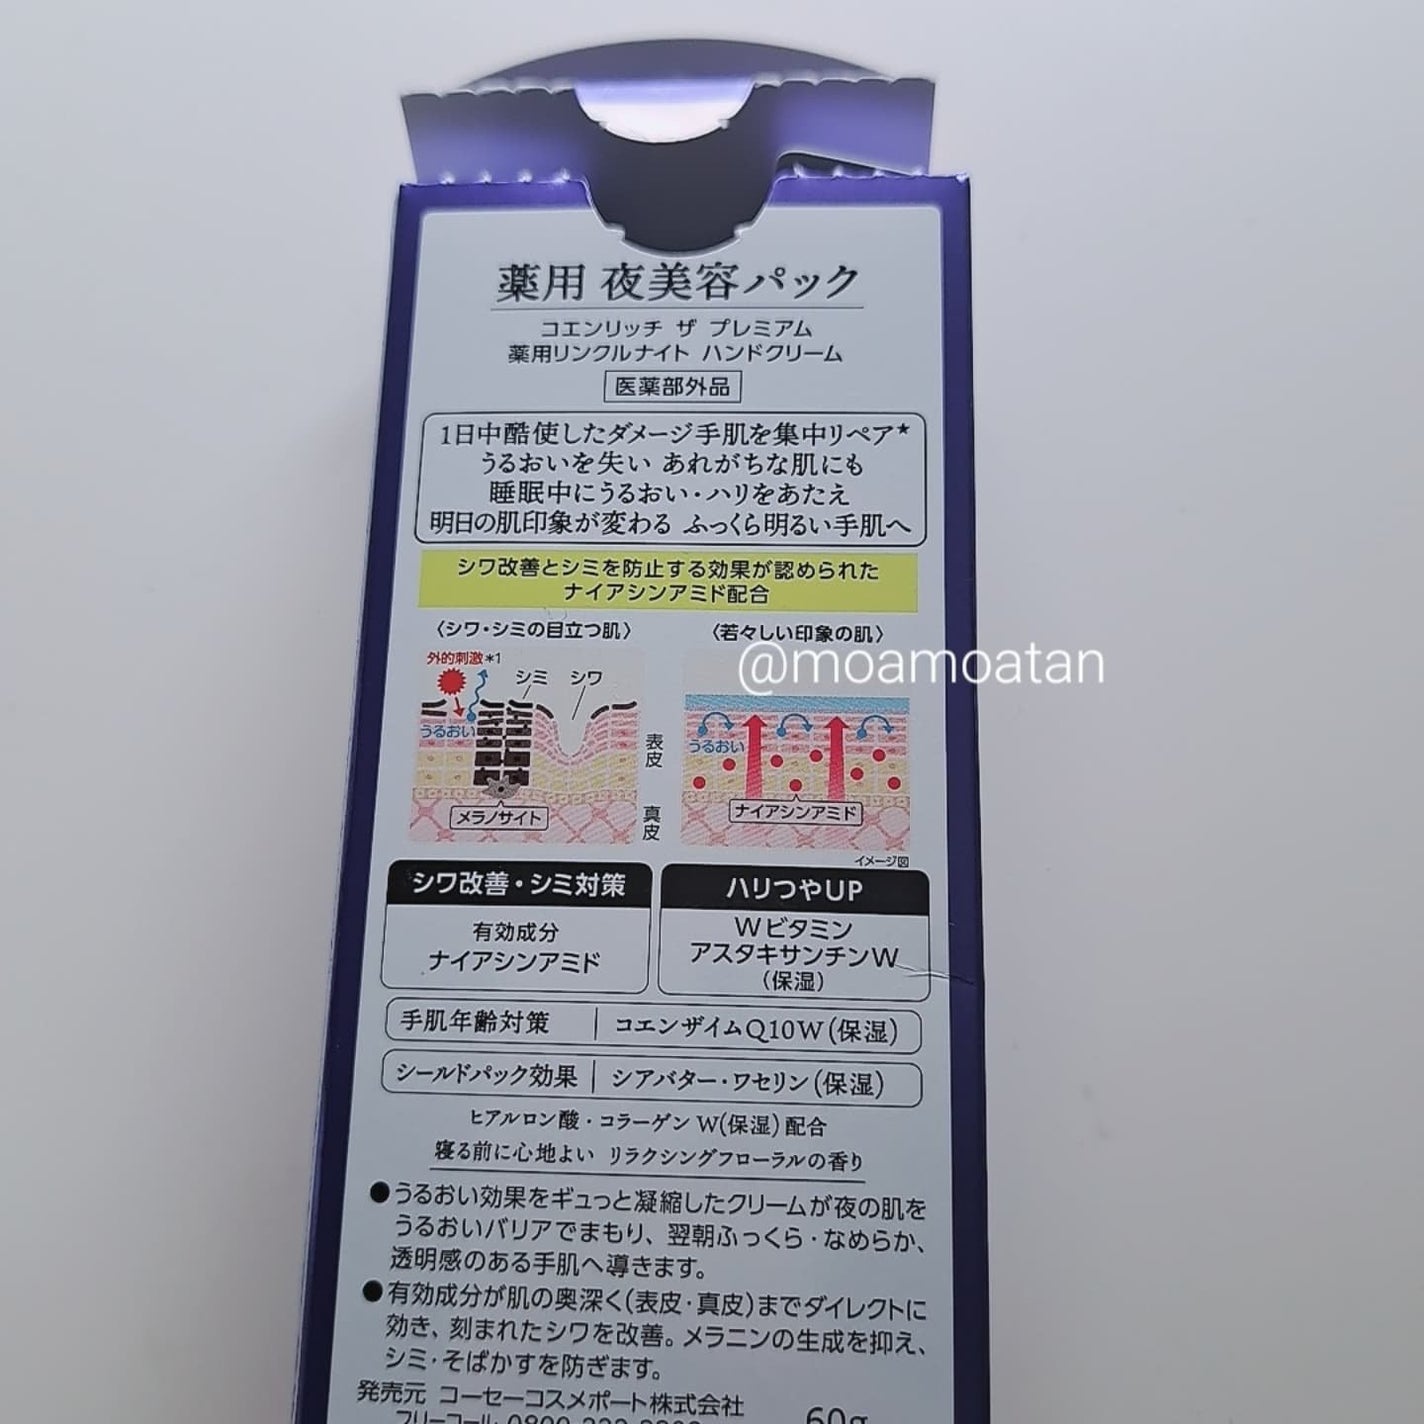 薬用 夜美容パック
コエンリッチ ザ プレミアム
薬用リンクルナイト ハンドクリーム
医薬部外品
1日中酷使したダメージ手肌を集中リペア★
うるおいを失い あれがちな肌にも
睡眠中にうるおい・ハリをあたえ
明日の肌印象が変わる ふっくら明るい手肌へ
シワ改善とシミを防止する効果が認められた
ナイアシンアミド配合
〈シワ・シミの目立つ肌〉
外的刺激*1
シミ シワ
うるおい
メラノサイト
表皮
真皮
〈若々しい印象の肌〉
@moamoatan
うるおい
ナイアシンアミド
イメージ図
シワ改善・シミ対策
有効成分
ナイアシンアミド
ハリつやUP
Wビタミン
アスタキサンチンW
(保湿)
手肌年齢対策 | コエンザイムQ10W(保湿)
シールドパック効果 | シアバター・ワセリン(保湿)
ヒアルロン酸・コラーゲンW(保湿)配合
寝る前に心地よい リラクシングフローラルの香り
●うるおい効果をギュっと凝縮したクリームが夜の肌を
うるおいバリアでまもり、翌朝ふっくら・なめらか、
透明感のある手肌へ導きます。
●有効成分が肌の奥深く(表皮・真皮)までダイレクトに
効き、刻まれたシワを改善。メラニンの生成を抑え、
シミ・そばかすを防ぎます。
発売元 コーセーコスメポート株式会社
フリーコール
60g